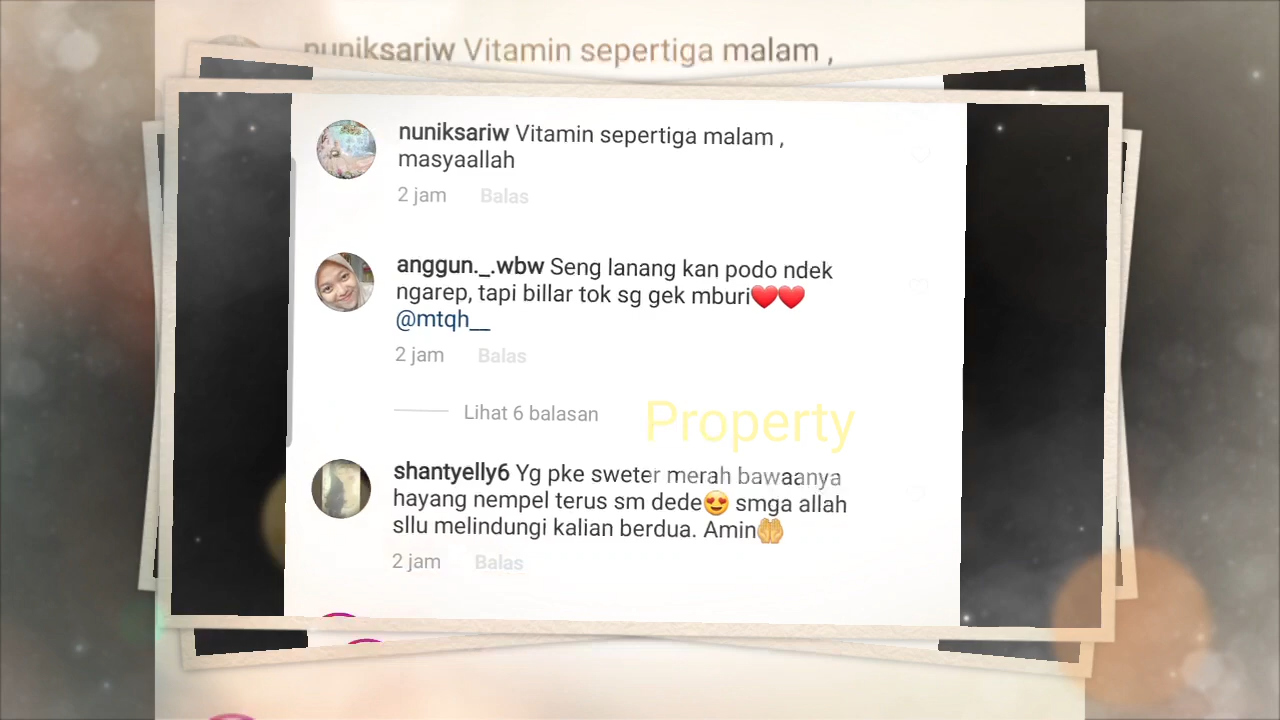 nuniksariw Vitamin sepertiga malam ,
nuniksariw Vitamin sepertiga malam ,
masyaallah
2 jam Balas
anggun._.wbw Seng lanang kan podo ndek
ngarep, tapi billar tok sg gek mburi❤️❤️
@mtqh__
2 jam Balas
Lihat 6 balasan
Property
shantyelly6 Yg pke sweter merah bawaanya
hayang nempel terus sm dede😍 smga allah
sllu melindungi kalian berdua. Amin🤲
2 jam Balas